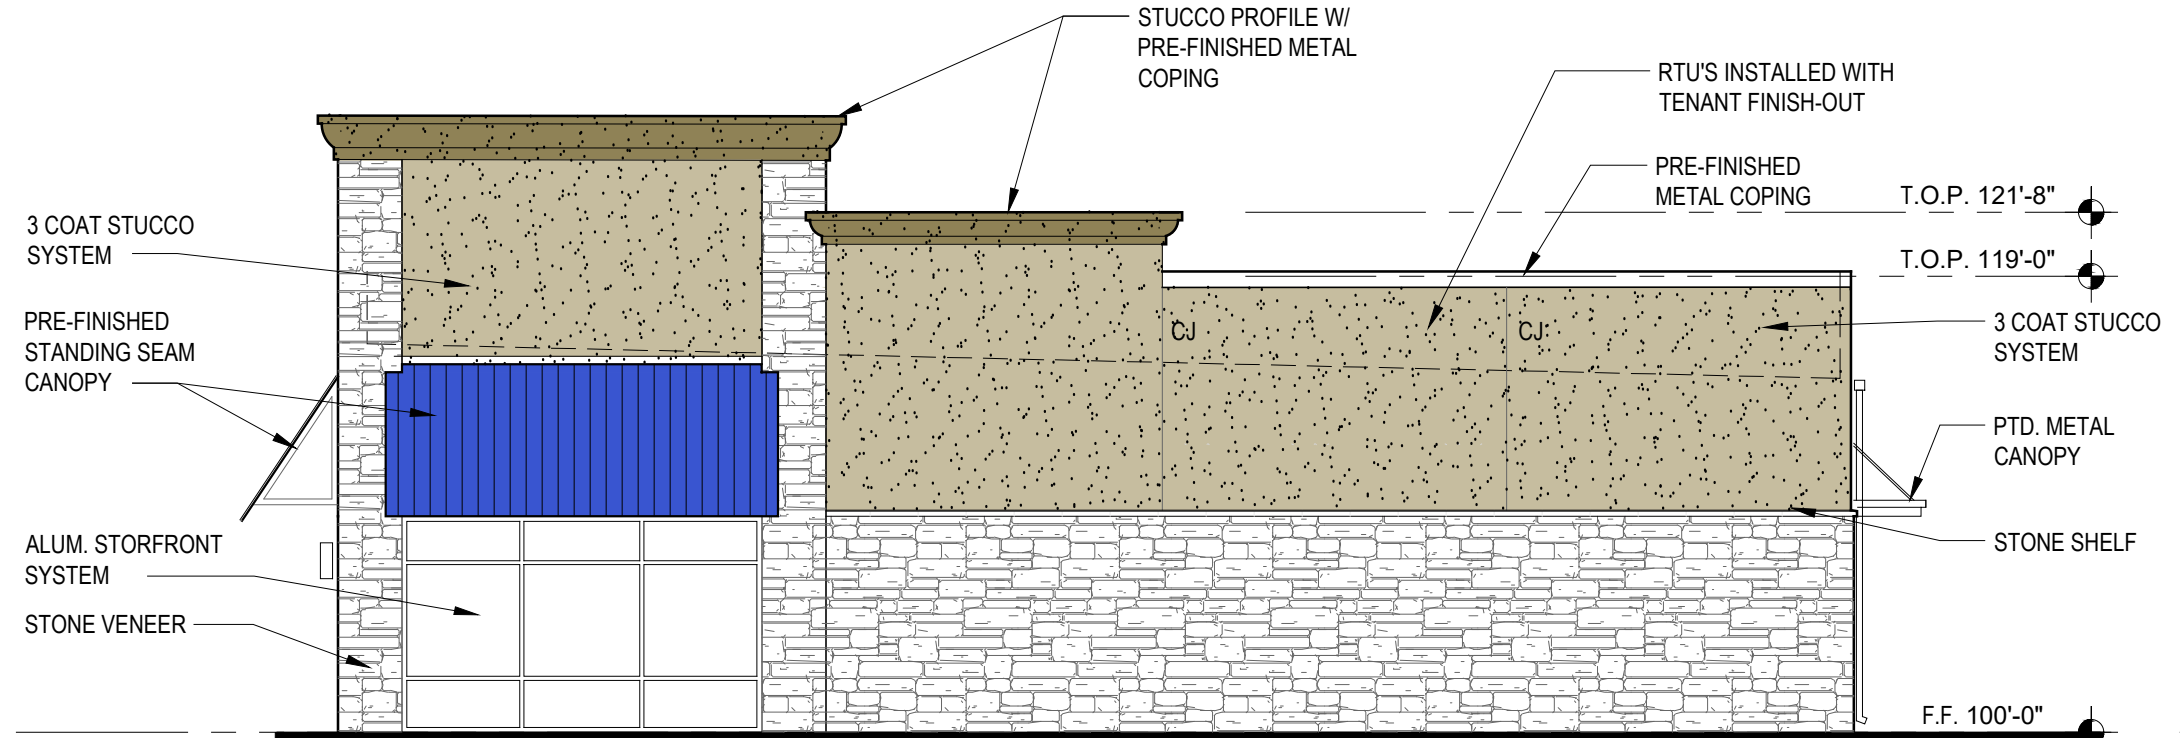 STUCCO PROFILE W/
PRE-FINISHED METAL
COPING
RTU'S INSTALLED WITH
TENANT FINISH-OUT
PRE-FINISHED
METAL COPING
T.O.P. 121'-8"
T.O.P. 119'-0"
3 COAT STUCCO
SYSTEM
PRE-FINISHED
STANDING SEAM
CANOPY
CJ
CJ
3 COAT STUCCO
SYSTEM
PTD. METAL
CANOPY
ALUM. STORFRONT
SYSTEM
STONE SHELF
STONE VENEER
F.F. 100'-0"